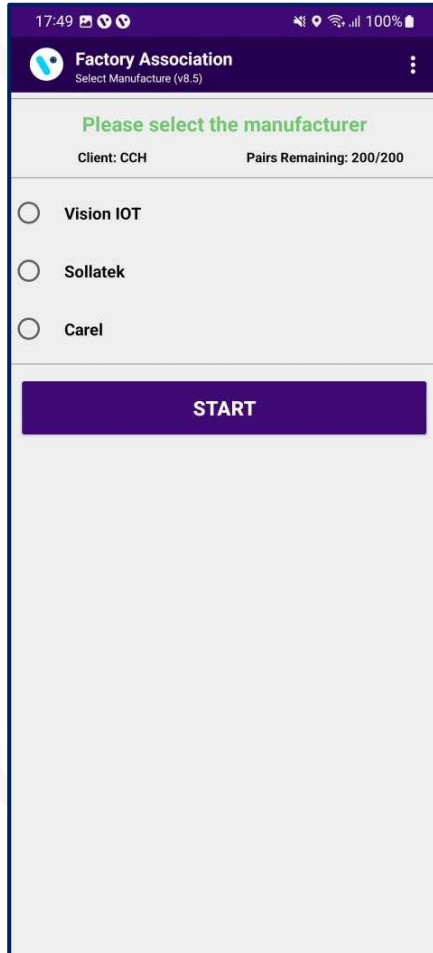 17:49 100%
Factory Association
Select Manufacture (v8.5)
Please select the manufacturer
Client: CCH Pairs Remaining: 200/200
Vision IOT
Sollatek
Carel
START